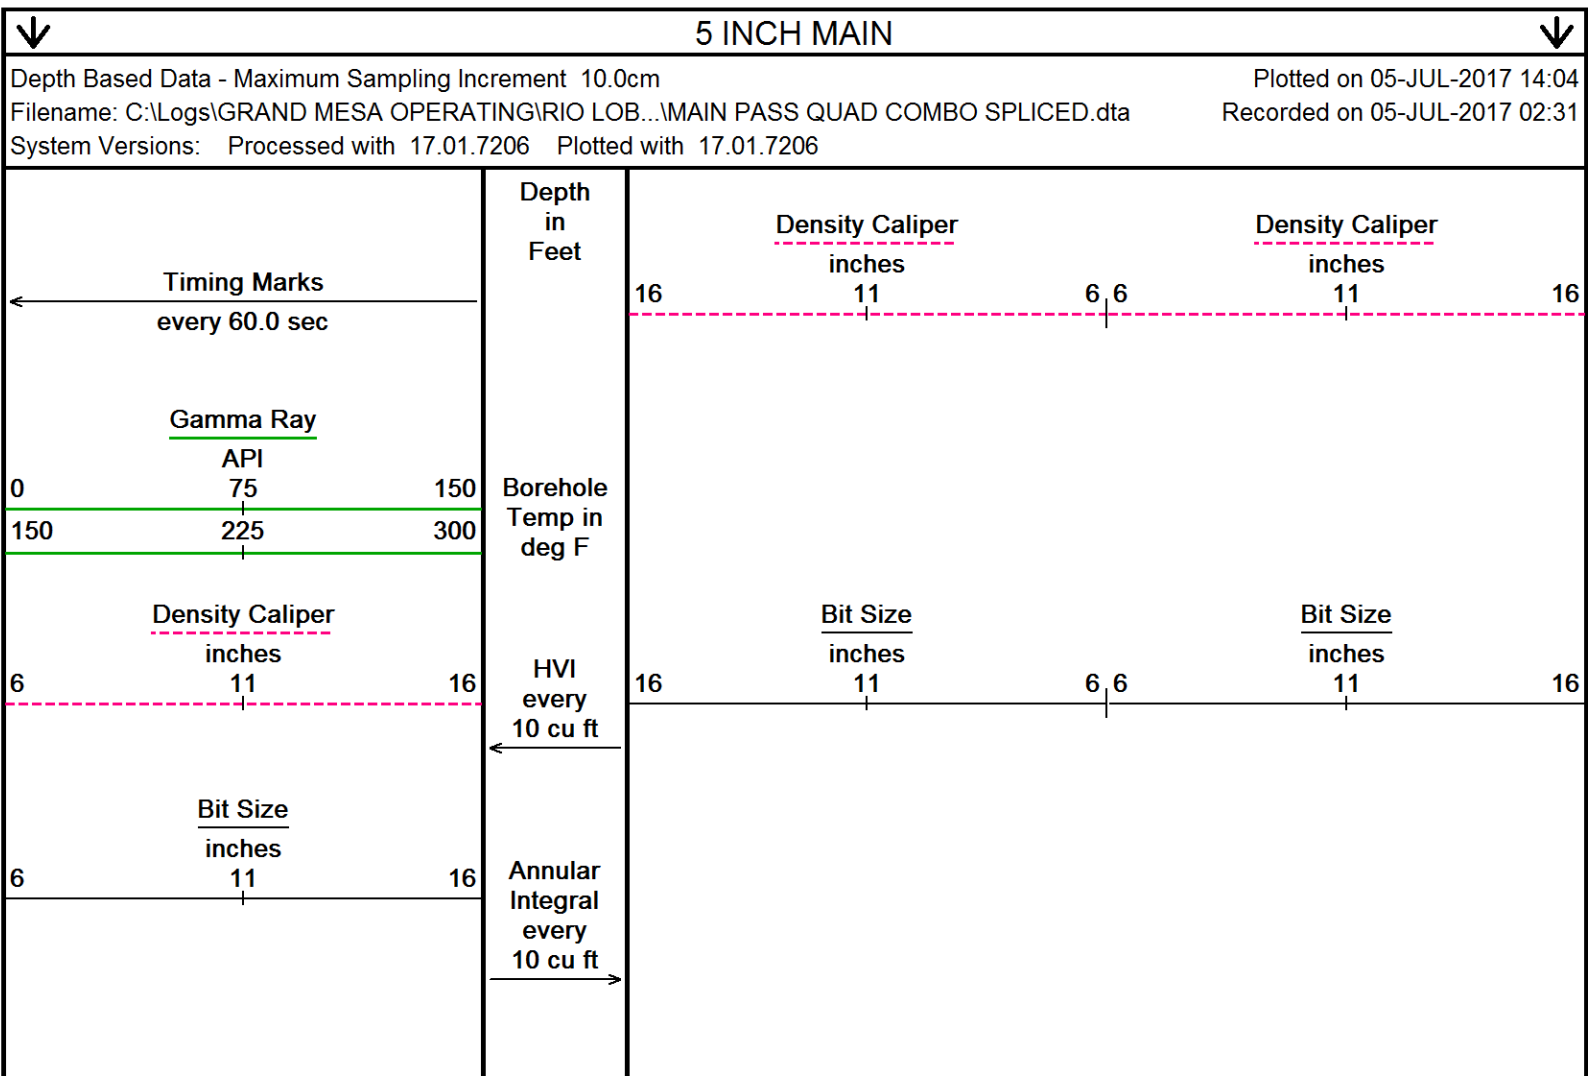 5 INCH MAIN
Depth Based Data - Maximum Sampling Increment 10.0cm
Plotted on 05-JUL-2017 14:04
Filename: C:\Logs\GRAND MESA OPERATING\RIO LOB...\MAIN PASS QUAD COMBO SPLICED.dta
Recorded on 05-JUL-2017 02:31
System Versions: Processed with 17.01.7206 Plotted with 17.01.7206
Timing Marks
every 60.0 sec
Gamma Ray
API
0 75 150
150 225 300
Density Caliper
inches
6 11 16
Bit Size
inches
6 11 16
Depth
in
Feet
Borehole
Temp in
deg F
HVI
every
10 cu ft
Annular
Integral
every
10 cu ft
Density Caliper
inches
16 11 6
Density Caliper
inches
6 11 16
Bit Size
inches
16 11 6
Bit Size
inches
6 11 16